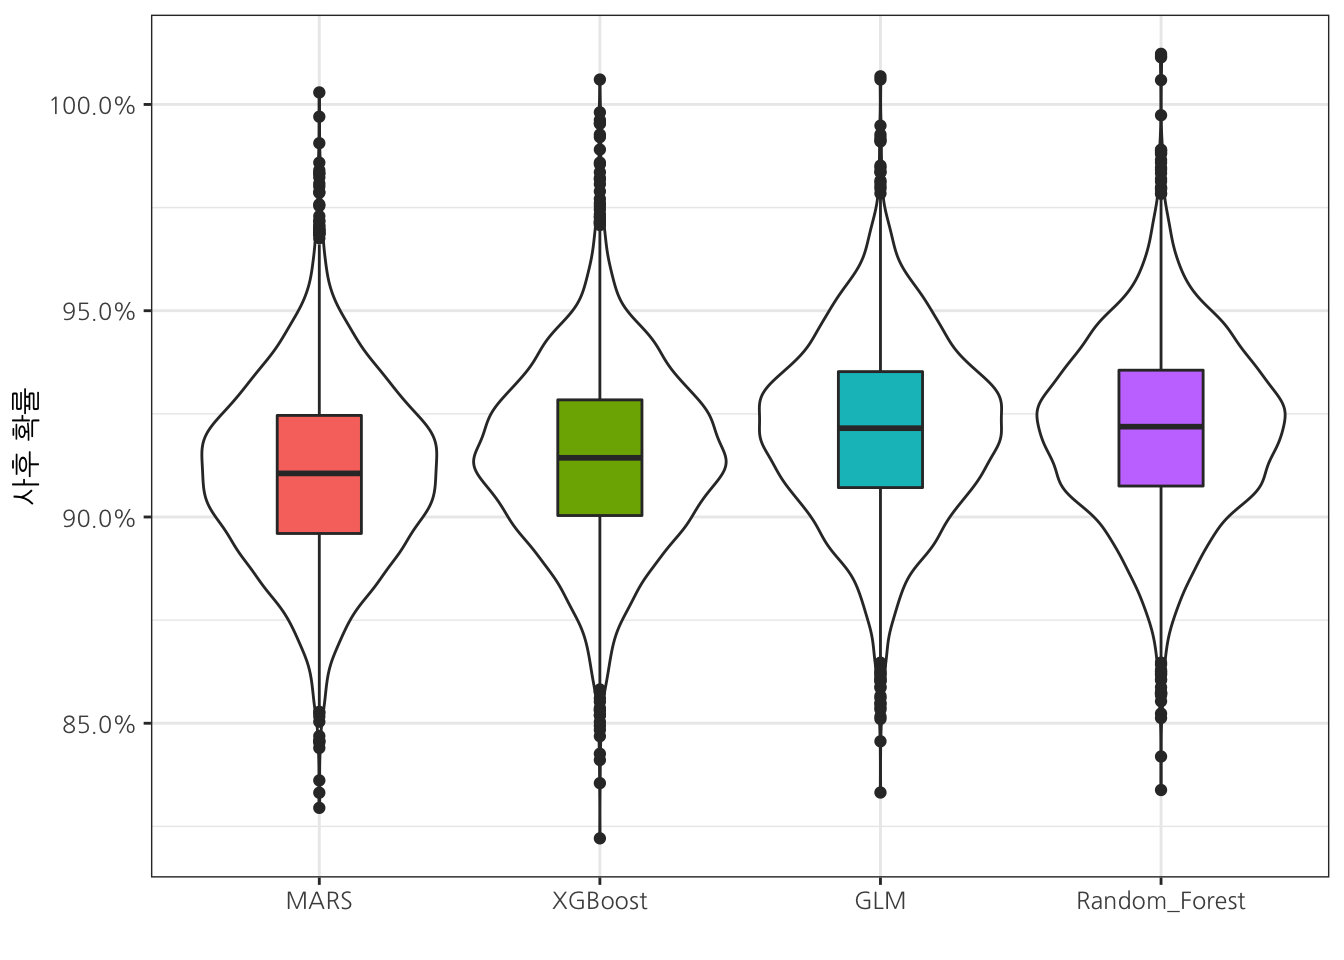 사후 확률
100.0%
95.0%
90.0%
85.0%
MARS
XGBoost
GLM
Random_Forest